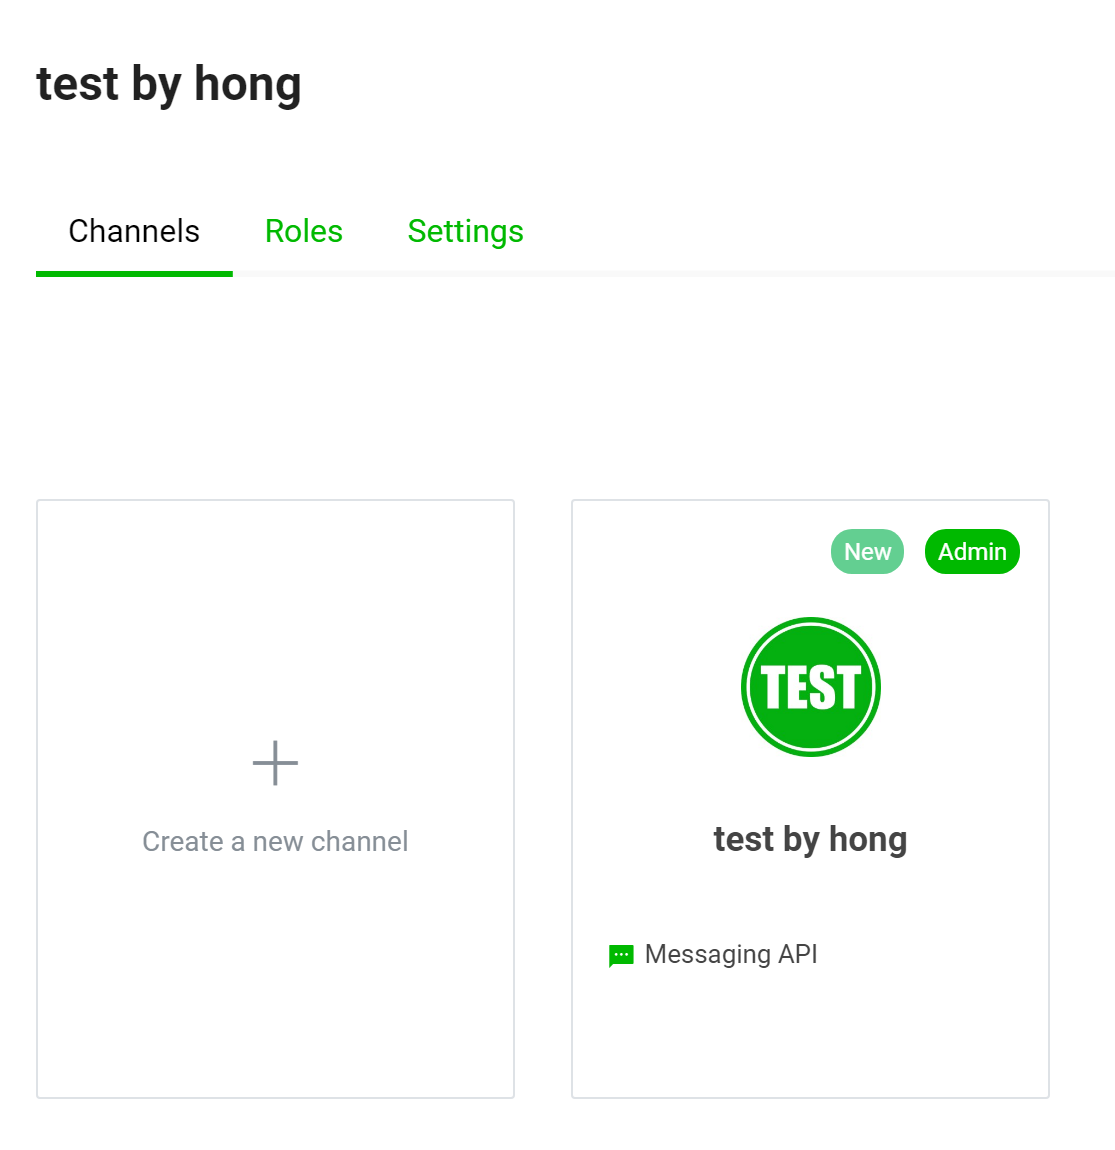 test by hong
Channels Roles Settings
Create a new channel
New Admin
TEST
test by hong
Messaging API